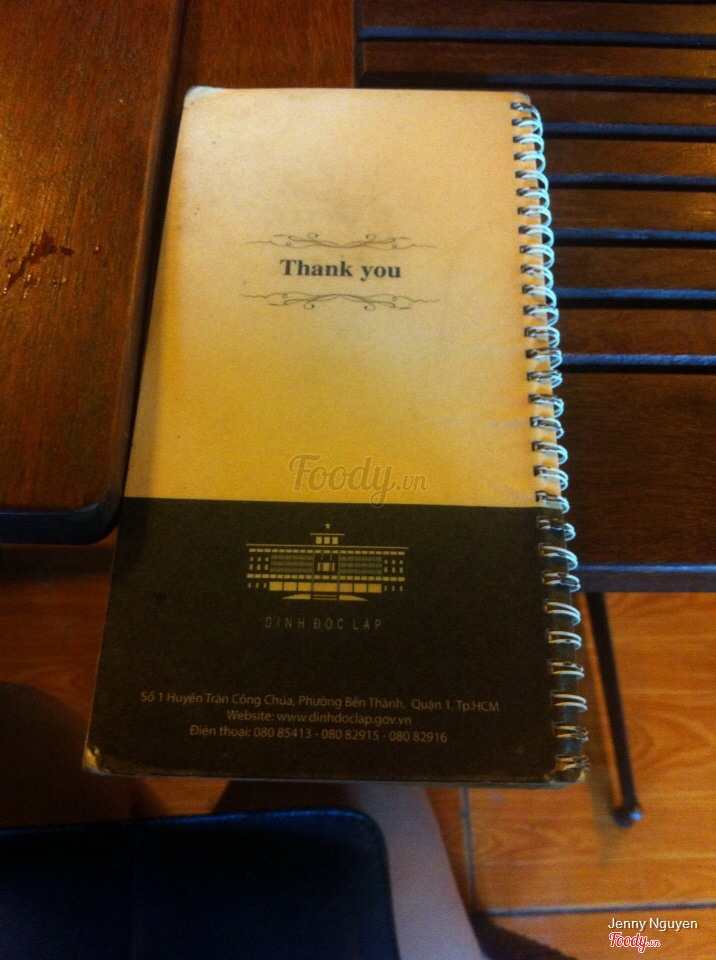 Thank you
Foody.vn
DINH ĐỘC LẬP
Số 1 Huyền Trân Công Chúa, Phường Bến Thành, Quận 1, Tp.HCM
Website: www.dinhdoclap.gov.vn
Điện thoại: 080 85413 - 080 82915 - 080 82916
Jenny Nguyen
Foody.vn